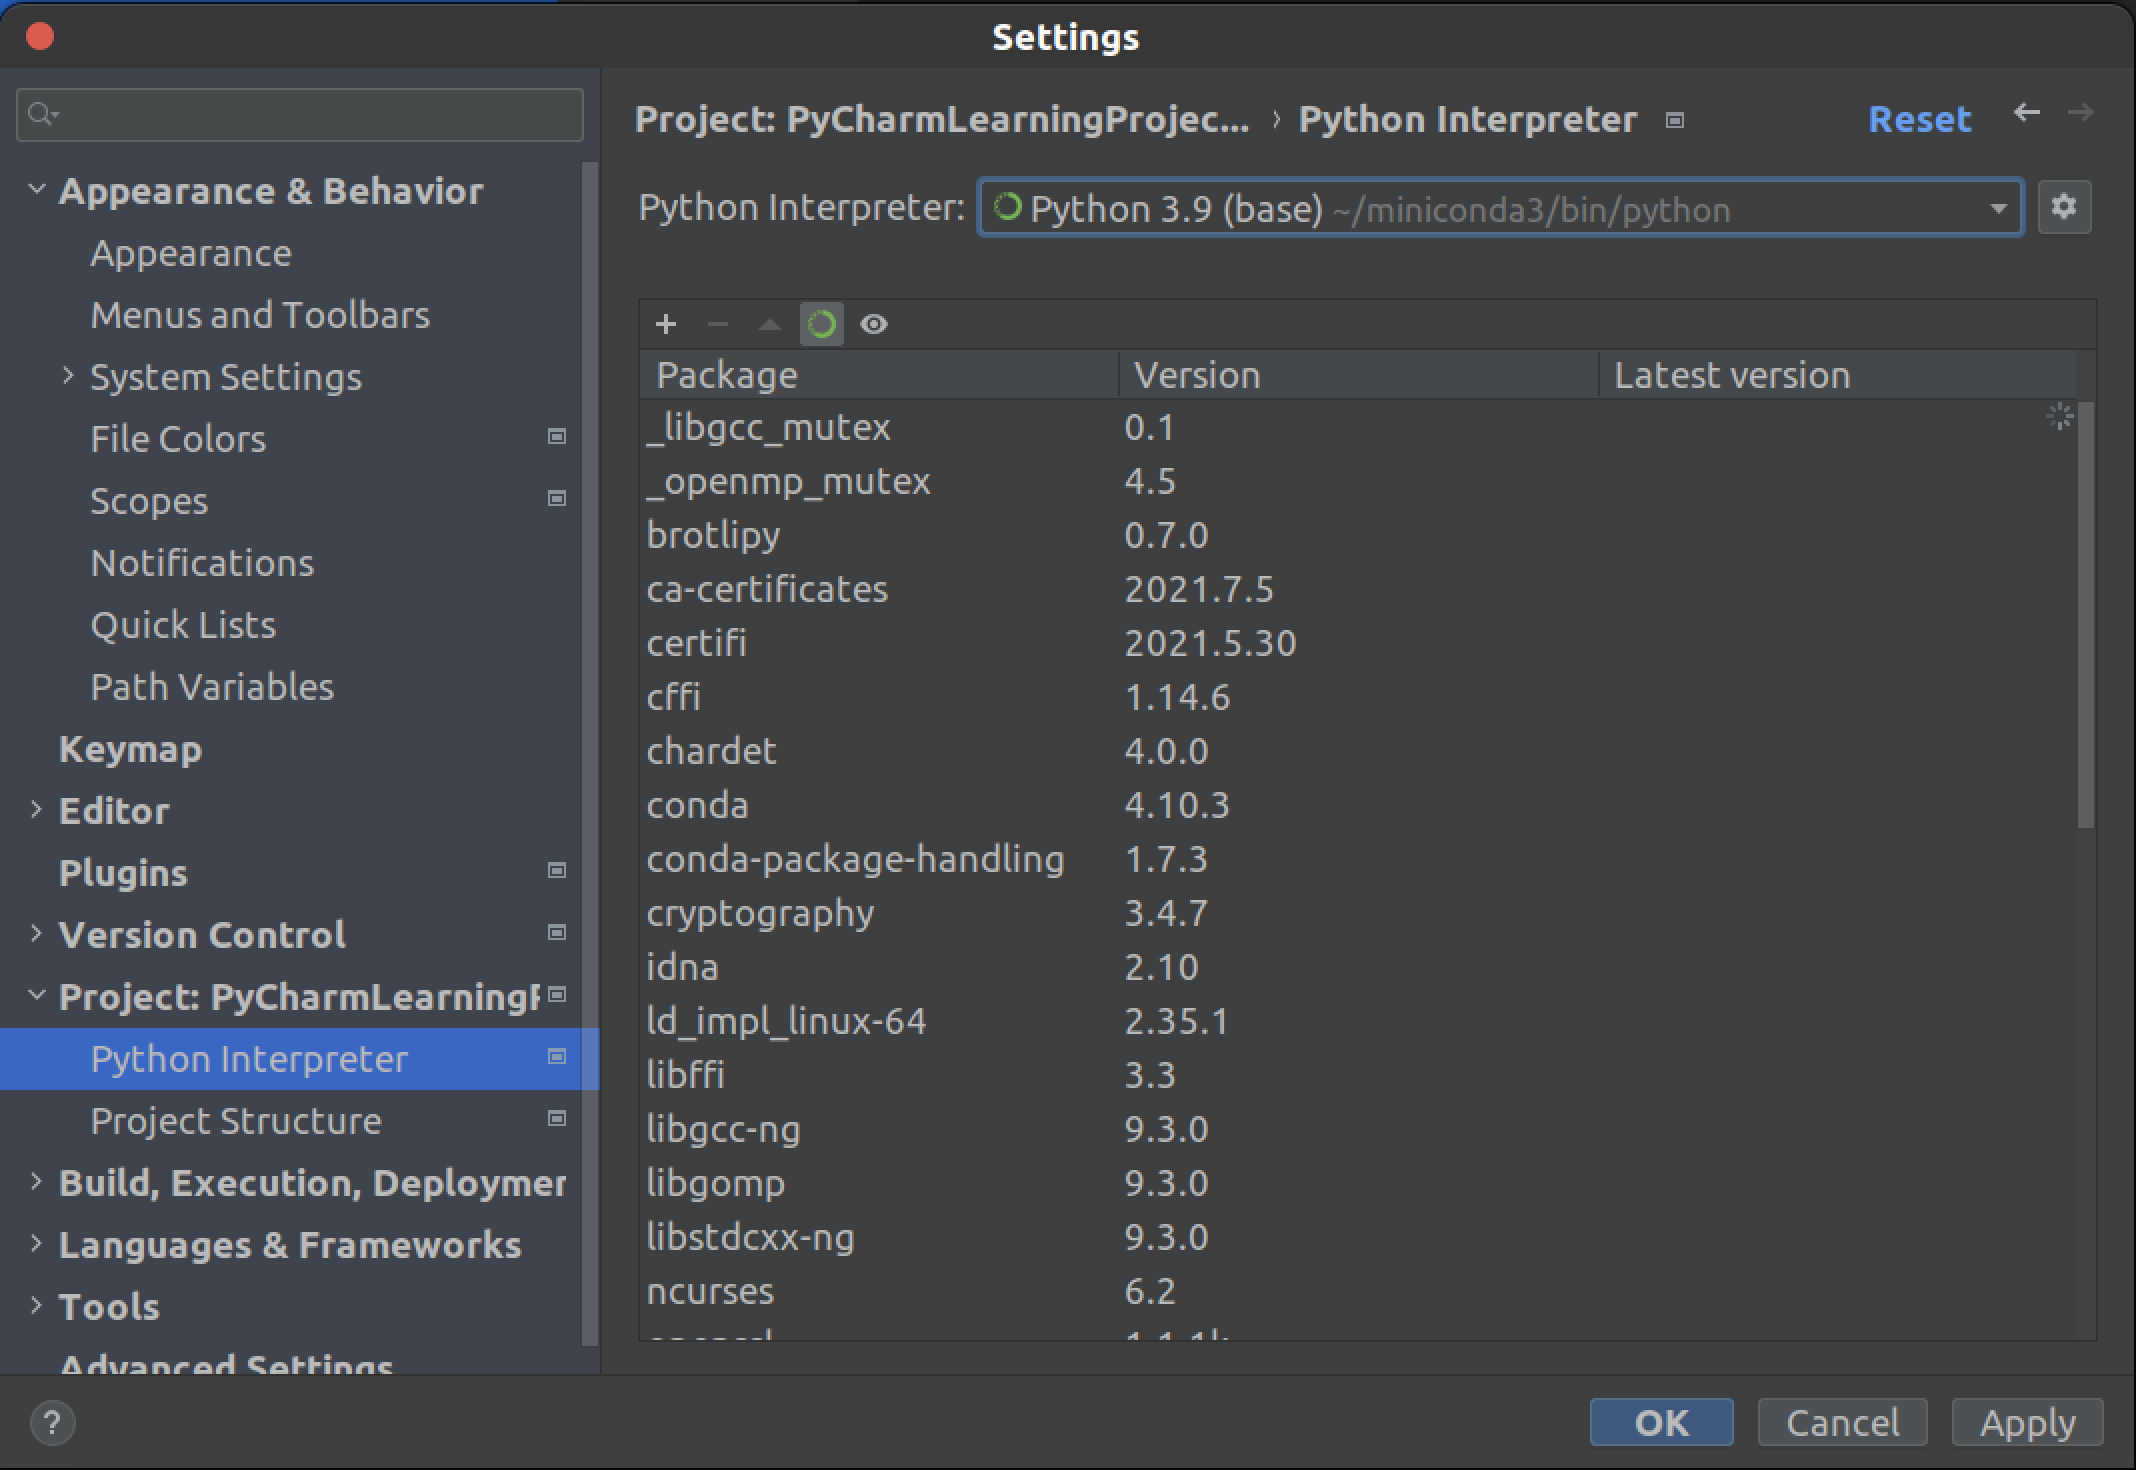 Settings
Appearance & Behavior
Appearance
Menus and Toolbars
System Settings
File Colors
Scopes
Notifications
Quick Lists
Path Variables
Keymap
Editor
Plugins
Version Control
Project: PyCharmLearningP
Python Interpreter
Project Structure
Build, Execution, Deploymen
Languages & Frameworks
Tools
Advanced Settings
Project: PyCharmLearningProjec... › Python Interpreter Reset
Python Interpreter: Python 3.9 (base) ~/miniconda3/bin/python
Package Version Latest version
_libgcc_mutex 0.1
_openmp_mutex 4.5
brotlipy 0.7.0
ca-certificates 2021.7.5
certifi 2021.5.30
cffi 1.14.6
chardet 4.0.0
conda 4.10.3
conda-package-handling 1.7.3
cryptography 3.4.7
idna 2.10
ld_impl_linux-64 2.35.1
libffi 3.3
libgcc-ng 9.3.0
libgomp 9.3.0
libstdcxx-ng 9.3.0
ncurses 6.2
? OK Cancel Apply